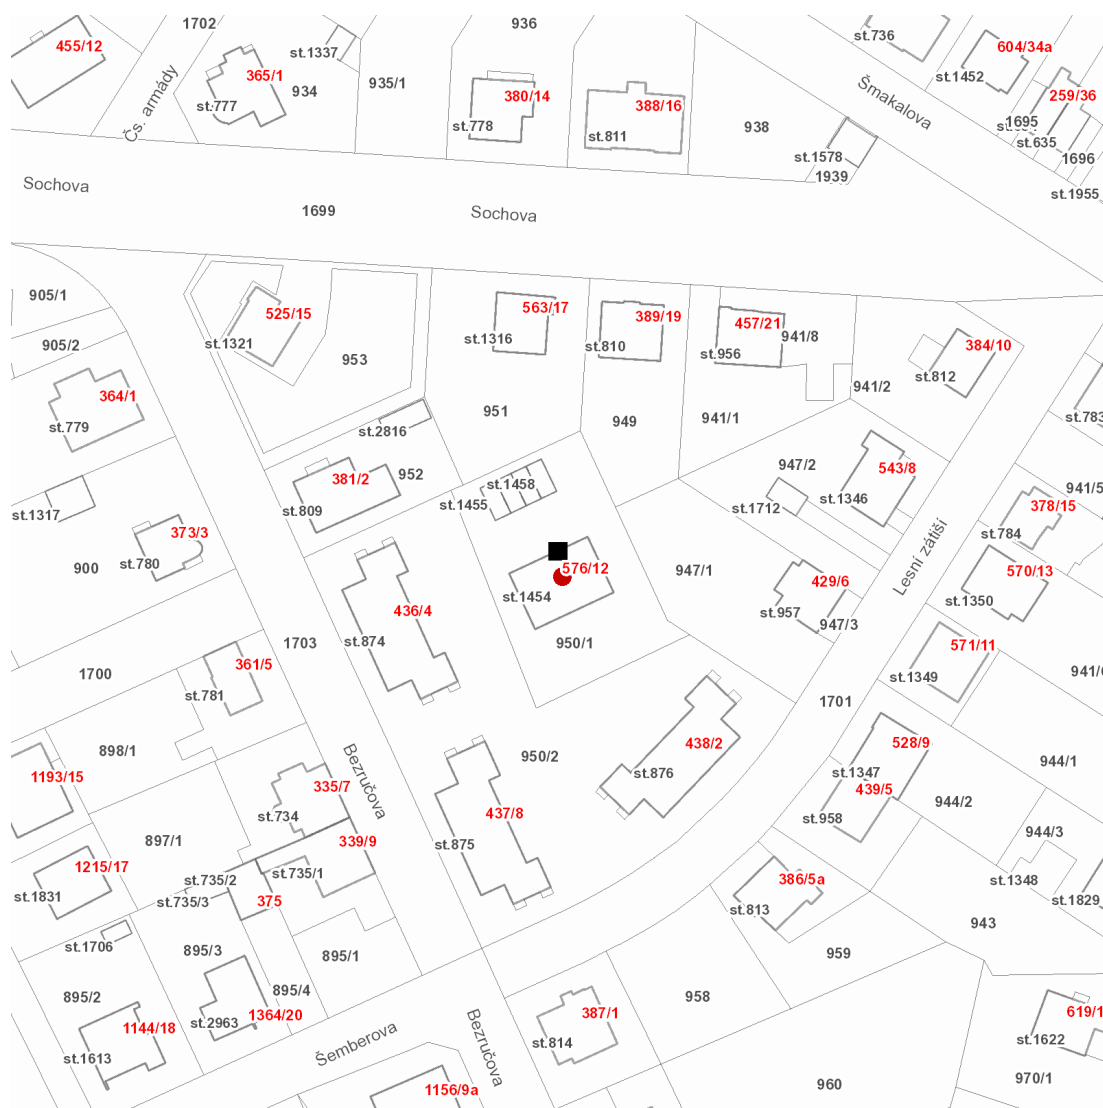 1702
936
455/12
st.1337
365/1
934
935/1
st.777
Čs. armády
380/14
st.778
388/16
st.811
938
st.736
604/34a
st.1452
Šmakalova
259/36
1695
st.635
1696
st.1578
1939
st.1955
Sochova
1699
Sochova
905/1
905/2
525/15
st.1321
953
563/17
st.1316
389/19
st.810
457/21
941/8
st.956
384/10
st.812
941/2
364/1
st.779
951
949
941/1
st.783
st.2816
952
381/2
st.809
st.1458
st.1455
947/2
543/8
st.1346
st.1712
941/5
378/15
st.784
st.1317
373/3
st.780
900
576/12
st.1454
947/1
429/6
st.957
947/3
Lesní zátiší
570/13
st.1350
436/4
st.874
950/1
1703
1700
361/5
st.781
571/11
st.1349
1701
898/1
1193/15
950/2
438/2
st.876
528/9
st.1347
439/5
st.958
944/1
944/2
944/3
335/7
st.734
Bezručova
437/8
st.875
897/1
339/9
1215/17
st.1831
st.735/2
st.735/1
st.735/3
375
386/5a
st.813
st.1348
st.1829
943
st.1706
895/3
895/1
959
895/2
895/4
958
1144/18
st.1613
st.2963
1364/20
Šemberova
Bezručova
387/1
st.814
st.1622
970/1
960
1156/9a